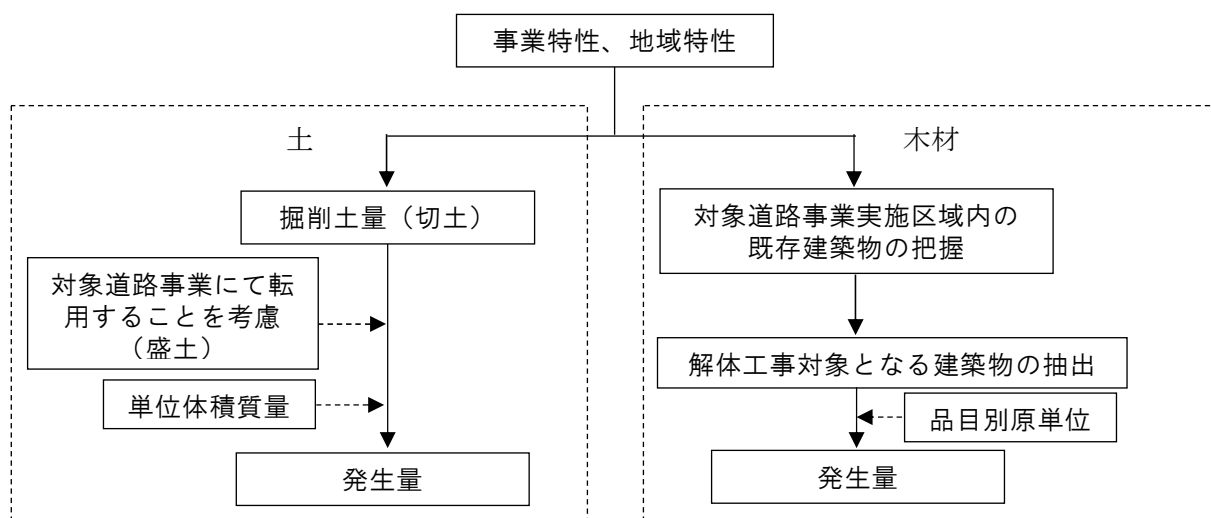 事業特性、地域特性
土
掘削土量（切土）
対象道路事業にて転
用することを考慮
（盛土）
単位体積質量
発生量
木材
対象道路事業実施区域内の
既存建築物の把握
解体工事対象となる建築物の抽出
品目別原単位
発生量